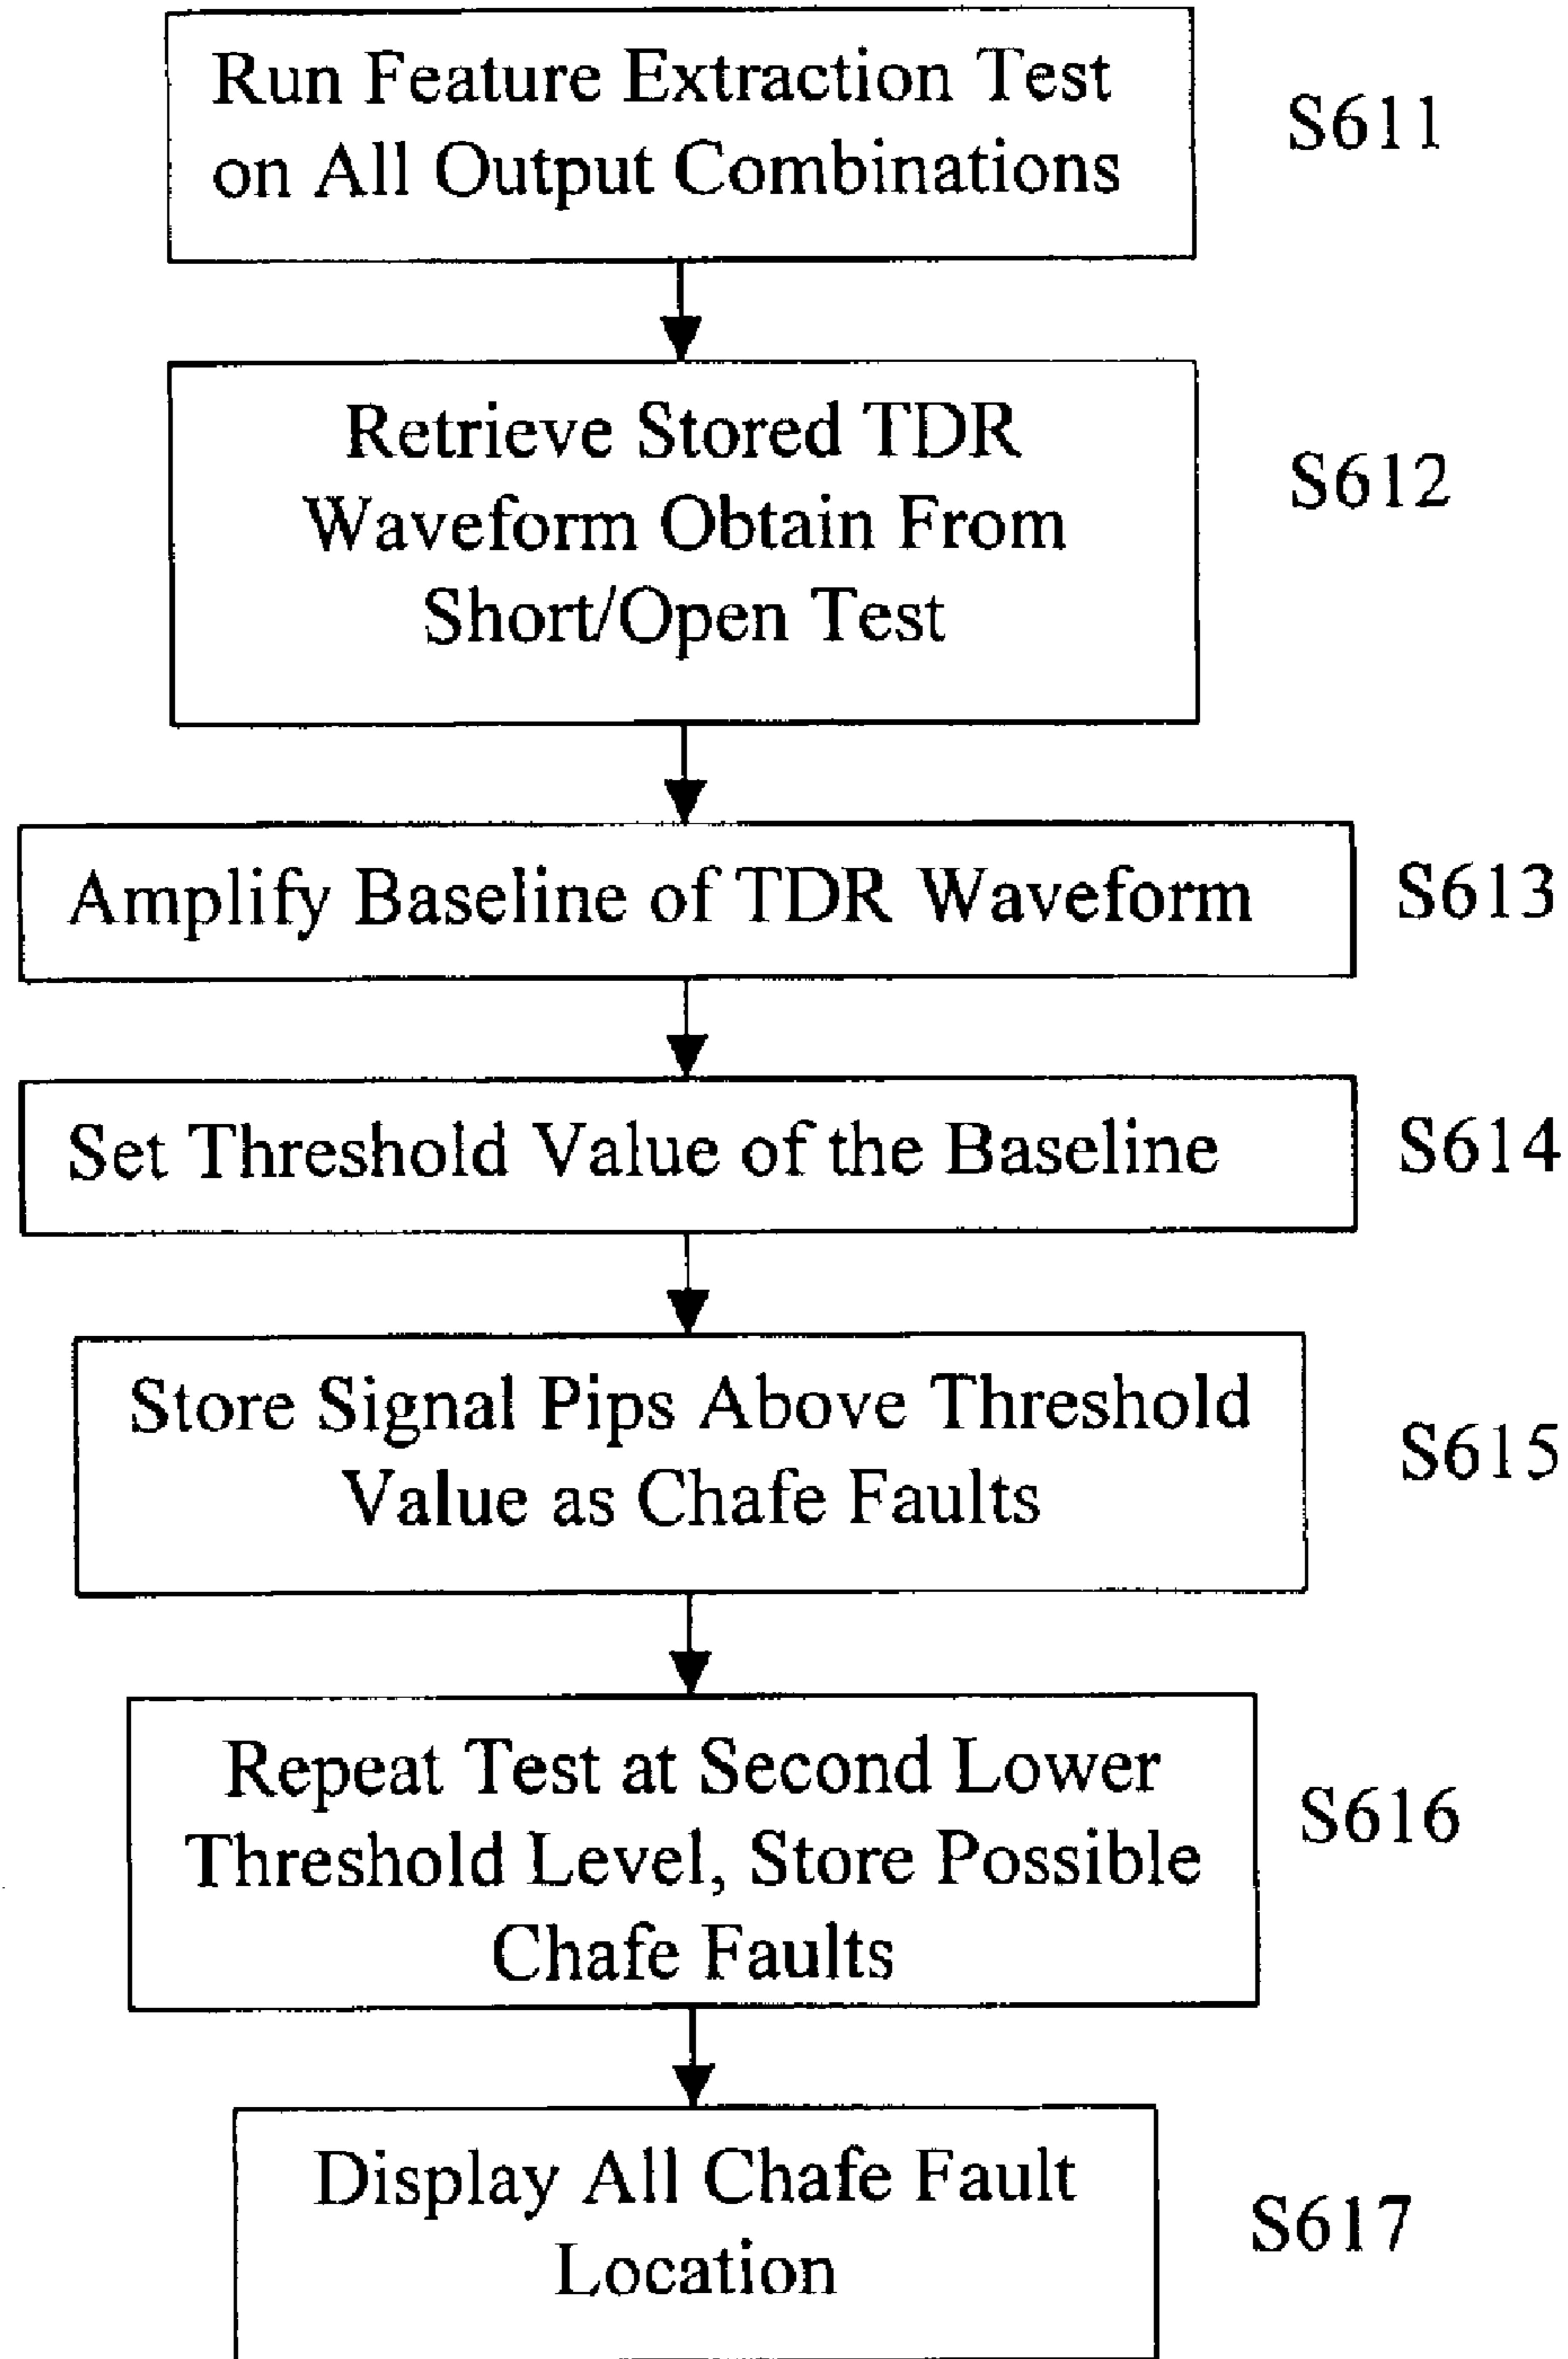 Run Feature Extraction Test
on All Output Combinations
S611
Retrieve Stored TDR
Waveform Obtain From
Short/Open Test
S612
Amplify Baseline of TDR Waveform
S613
Set Threshold Value of the Baseline
S614
Store Signal Pips Above Threshold
Value as Chafe Faults
S615
Repeat Test at Second Lower
Threshold Level, Store Possible
Chafe Faults
S616
Display All Chafe Fault
Location
S617